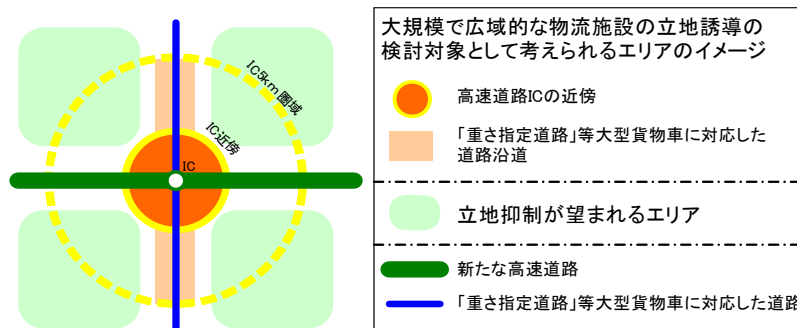 IC5km圏域
IC近傍
IC
大規模で広域的な物流施設の立地誘導の
検討対象として考えられるエリアのイメージ
高速道路ICの近傍
「重さ指定道路」等大型貨物車に対応した
道路沿道
立地抑制が望まれるエリア
新たな高速道路
「重さ指定道路」等大型貨物車に対応した道路